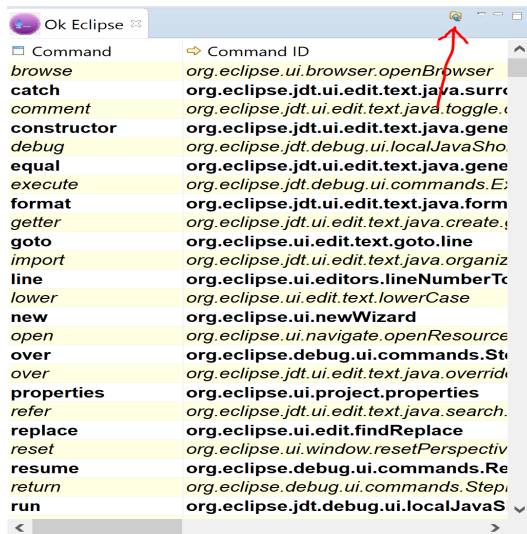 Ok Eclipse
Command Command ID
browse org.eclipse.ui.browser.openBrowser
catch org.eclipse.jdt.ui.edit.text.java.surro
comment org.eclipse.jdt.ui.edit.text.java.toggle.
constructor org.eclipse.jdt.ui.edit.text.java.gene
debug org.eclipse.jdt.debug.ui.localJavaSho
equal org.eclipse.jdt.ui.edit.text.java.gene
execute org.eclipse.jdt.debug.ui.commands.Ex
format org.eclipse.jdt.ui.edit.text.java.form
getter org.eclipse.jdt.ui.edit.text.java.create.
goto org.eclipse.ui.edit.text.goto.line
import org.eclipse.jdt.ui.edit.text.java.organiz
line org.eclipse.ui.editors.lineNumberTo
lower org.eclipse.ui.edit.text.lowerCase
new org.eclipse.ui.newWizard
open org.eclipse.ui.navigate.openResource
over org.eclipse.debug.ui.commands.Ste
over org.eclipse.jdt.ui.edit.text.java.override
properties org.eclipse.ui.project.properties
refer org.eclipse.jdt.ui.edit.text.java.search.
replace org.eclipse.ui.edit.findReplace
reset org.eclipse.ui.window.resetPerspectiv
resume org.eclipse.debug.ui.commands.Re
return org.eclipse.debug.ui.commands.Step
run org.eclipse.jdt.debug.ui.localJavaS